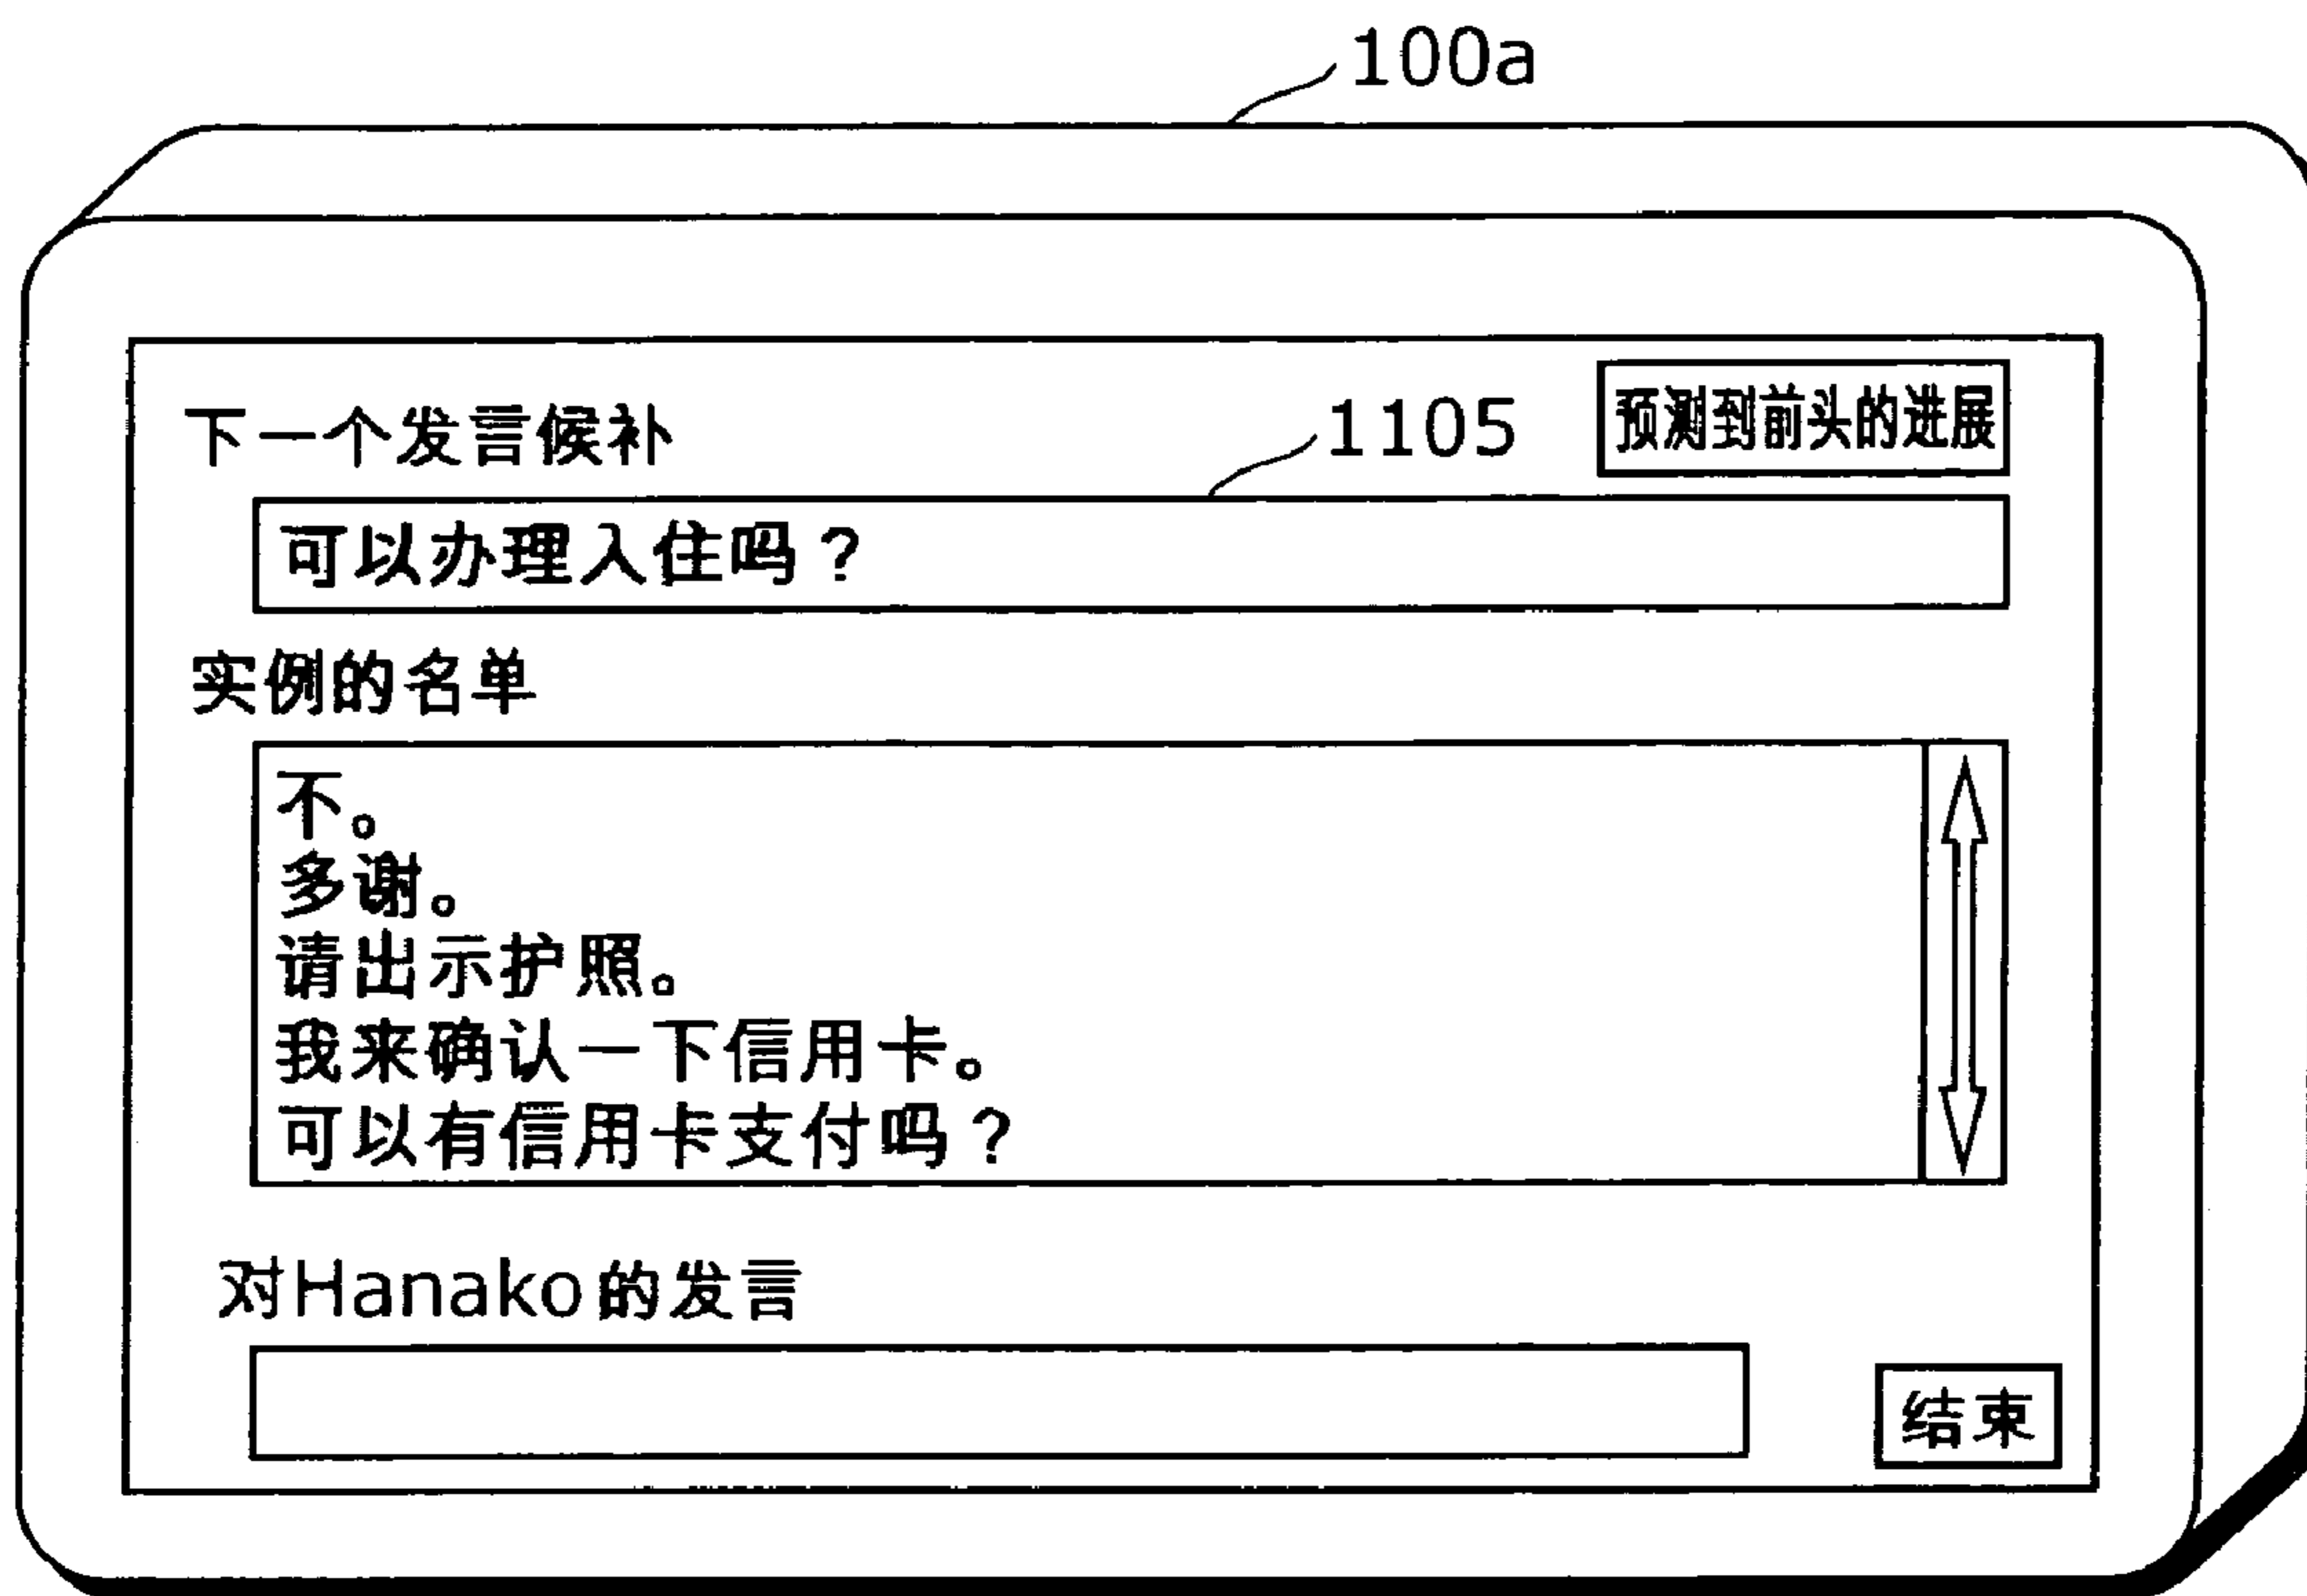 100a
下一个发言候补
1105
预测到前头的进展
可以办理入住吗？
实例的名单
不。
多谢。
请出示护照。
我来确认一下信用卡。
可以有信用卡支付吗？
对Hanako的发言
结束